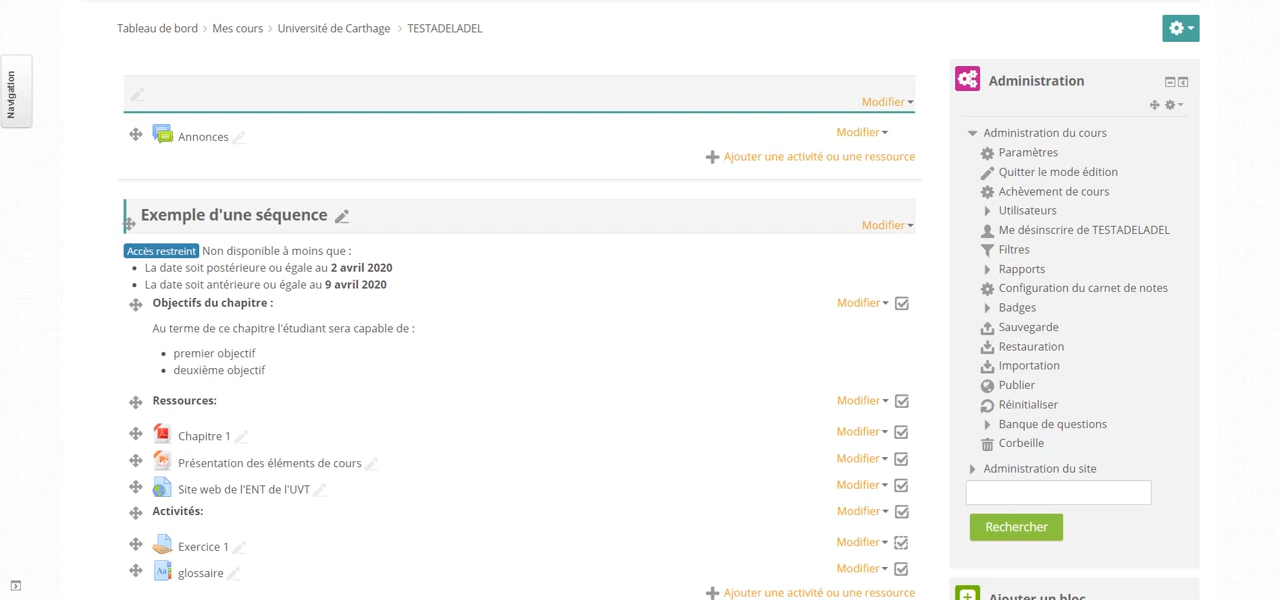 Tableau de bord > Mes cours > Université de Carthage > TESTADELADEL
Navigation
Modifier
Annonces
Modifier
Ajouter une activité ou une ressource
Exemple d'une séquence
Modifier
Accès restreint Non disponible à moins que :
• La date soit postérieure ou égale au 2 avril 2020
• La date soit antérieure ou égale au 9 avril 2020
Objectifs du chapitre :
Modifier
Au terme de ce chapitre l'étudiant sera capable de :
• premier objectif
• deuxième objectif
Ressources:
Modifier
Chapitre 1
Modifier
Présentation des éléments de cours
Modifier
Site web de l'ENT de l'UVT
Modifier
Activités:
Modifier
Exercice 1
Modifier
Aa
glossaire
Modifier
Ajouter une activité ou une ressource
Administration
Administration du cours
Paramètres
Quitter le mode édition
Achèvement de cours
Utilisateurs
Me désinscrire de TESTADELADEL
Filtres
Rapports
Configuration du carnet de notes
Badges
Sauvegarde
Restauration
Importation
Publier
Réinitialiser
Banque de questions
Corbeille
Administration du site
Rechercher
Ajouter un bloc